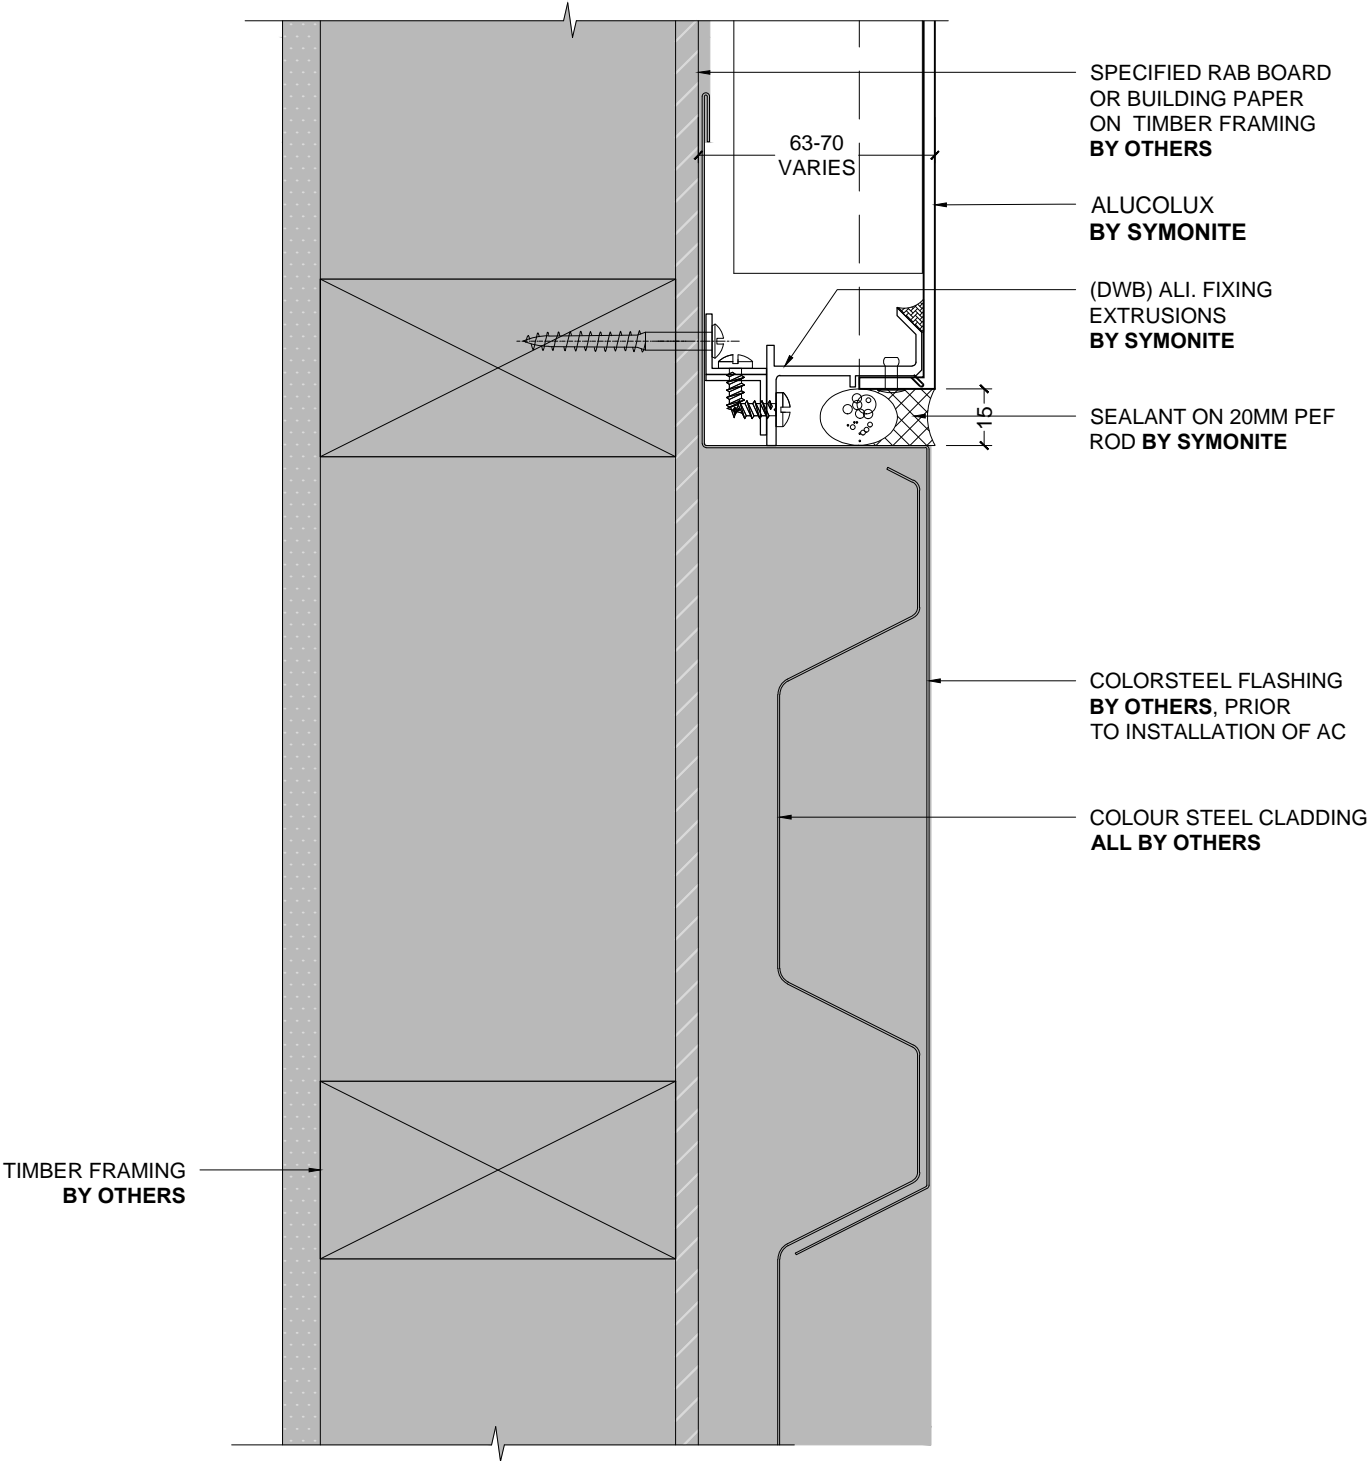 SPECIFIED RAB BOARD
OR BUILDING PAPER
ON TIMBER FRAMING
BY OTHERS
63-70
VARIES
ALUCOLUX
BY SYMONITE
(DWB) ALI. FIXING
EXTRUSIONS
BY SYMONITE
15
SEALANT ON 20MM PEF
ROD BY SYMONITE
COLORSTEEL FLASHING
BY OTHERS, PRIOR
TO INSTALLATION OF AC
COLOUR STEEL CLADDING
ALL BY OTHERS
TIMBER FRAMING
BY OTHERS